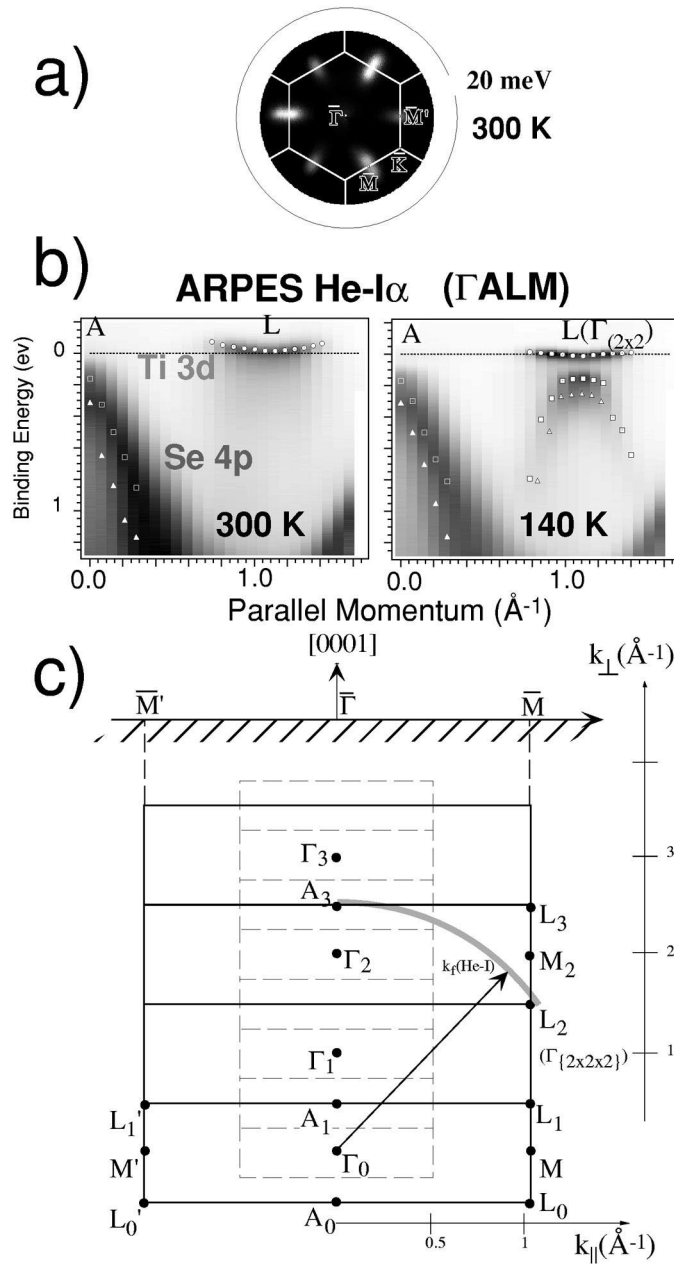 a)
20 meV
300 K
Γ̅
M̅'
K̅
M̅
b)
ARPES He-Iα (ΓALM)
A
L
A
L(Γ(2x2)
Binding Energy (ev)
0
1
Ti 3d
Se 4p
300 K
140 K
0.0
1.0
0.0
1.0
Parallel Momentum (Å-1)
c)
[0001]
k⊥(Å-1)
M̅'
Γ̅
M̅
3
2
1
Γ3
A3
L3
Γ2
kf(He-I)
M2
L2
(Γ{2x2x2})
Γ1
L1'
A1
L1
M'
Γ0
M
L0'
A0
L0
0.5
1
k||(Å-1)